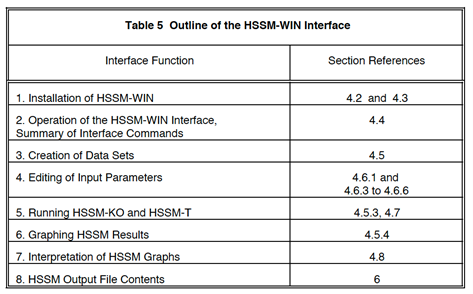 Table 5 Outline of the HSSM-WIN Interface
Interface Function Section References
1. Installation of HSSM-WIN 4.2 and 4.3
2. Operation of the HSSM-WIN Interface,
Summary of Interface Commands 4.4
3. Creation of Data Sets 4.5
4. Editing of Input Parameters 4.6.1 and
4.6.3 to 4.6.6
5. Running HSSM-KO and HSSM-T 4.5.3, 4.7
6. Graphing HSSM Results 4.5.4
7. Interpretation of HSSM Graphs 4.8
8. HSSM Output File Contents 6